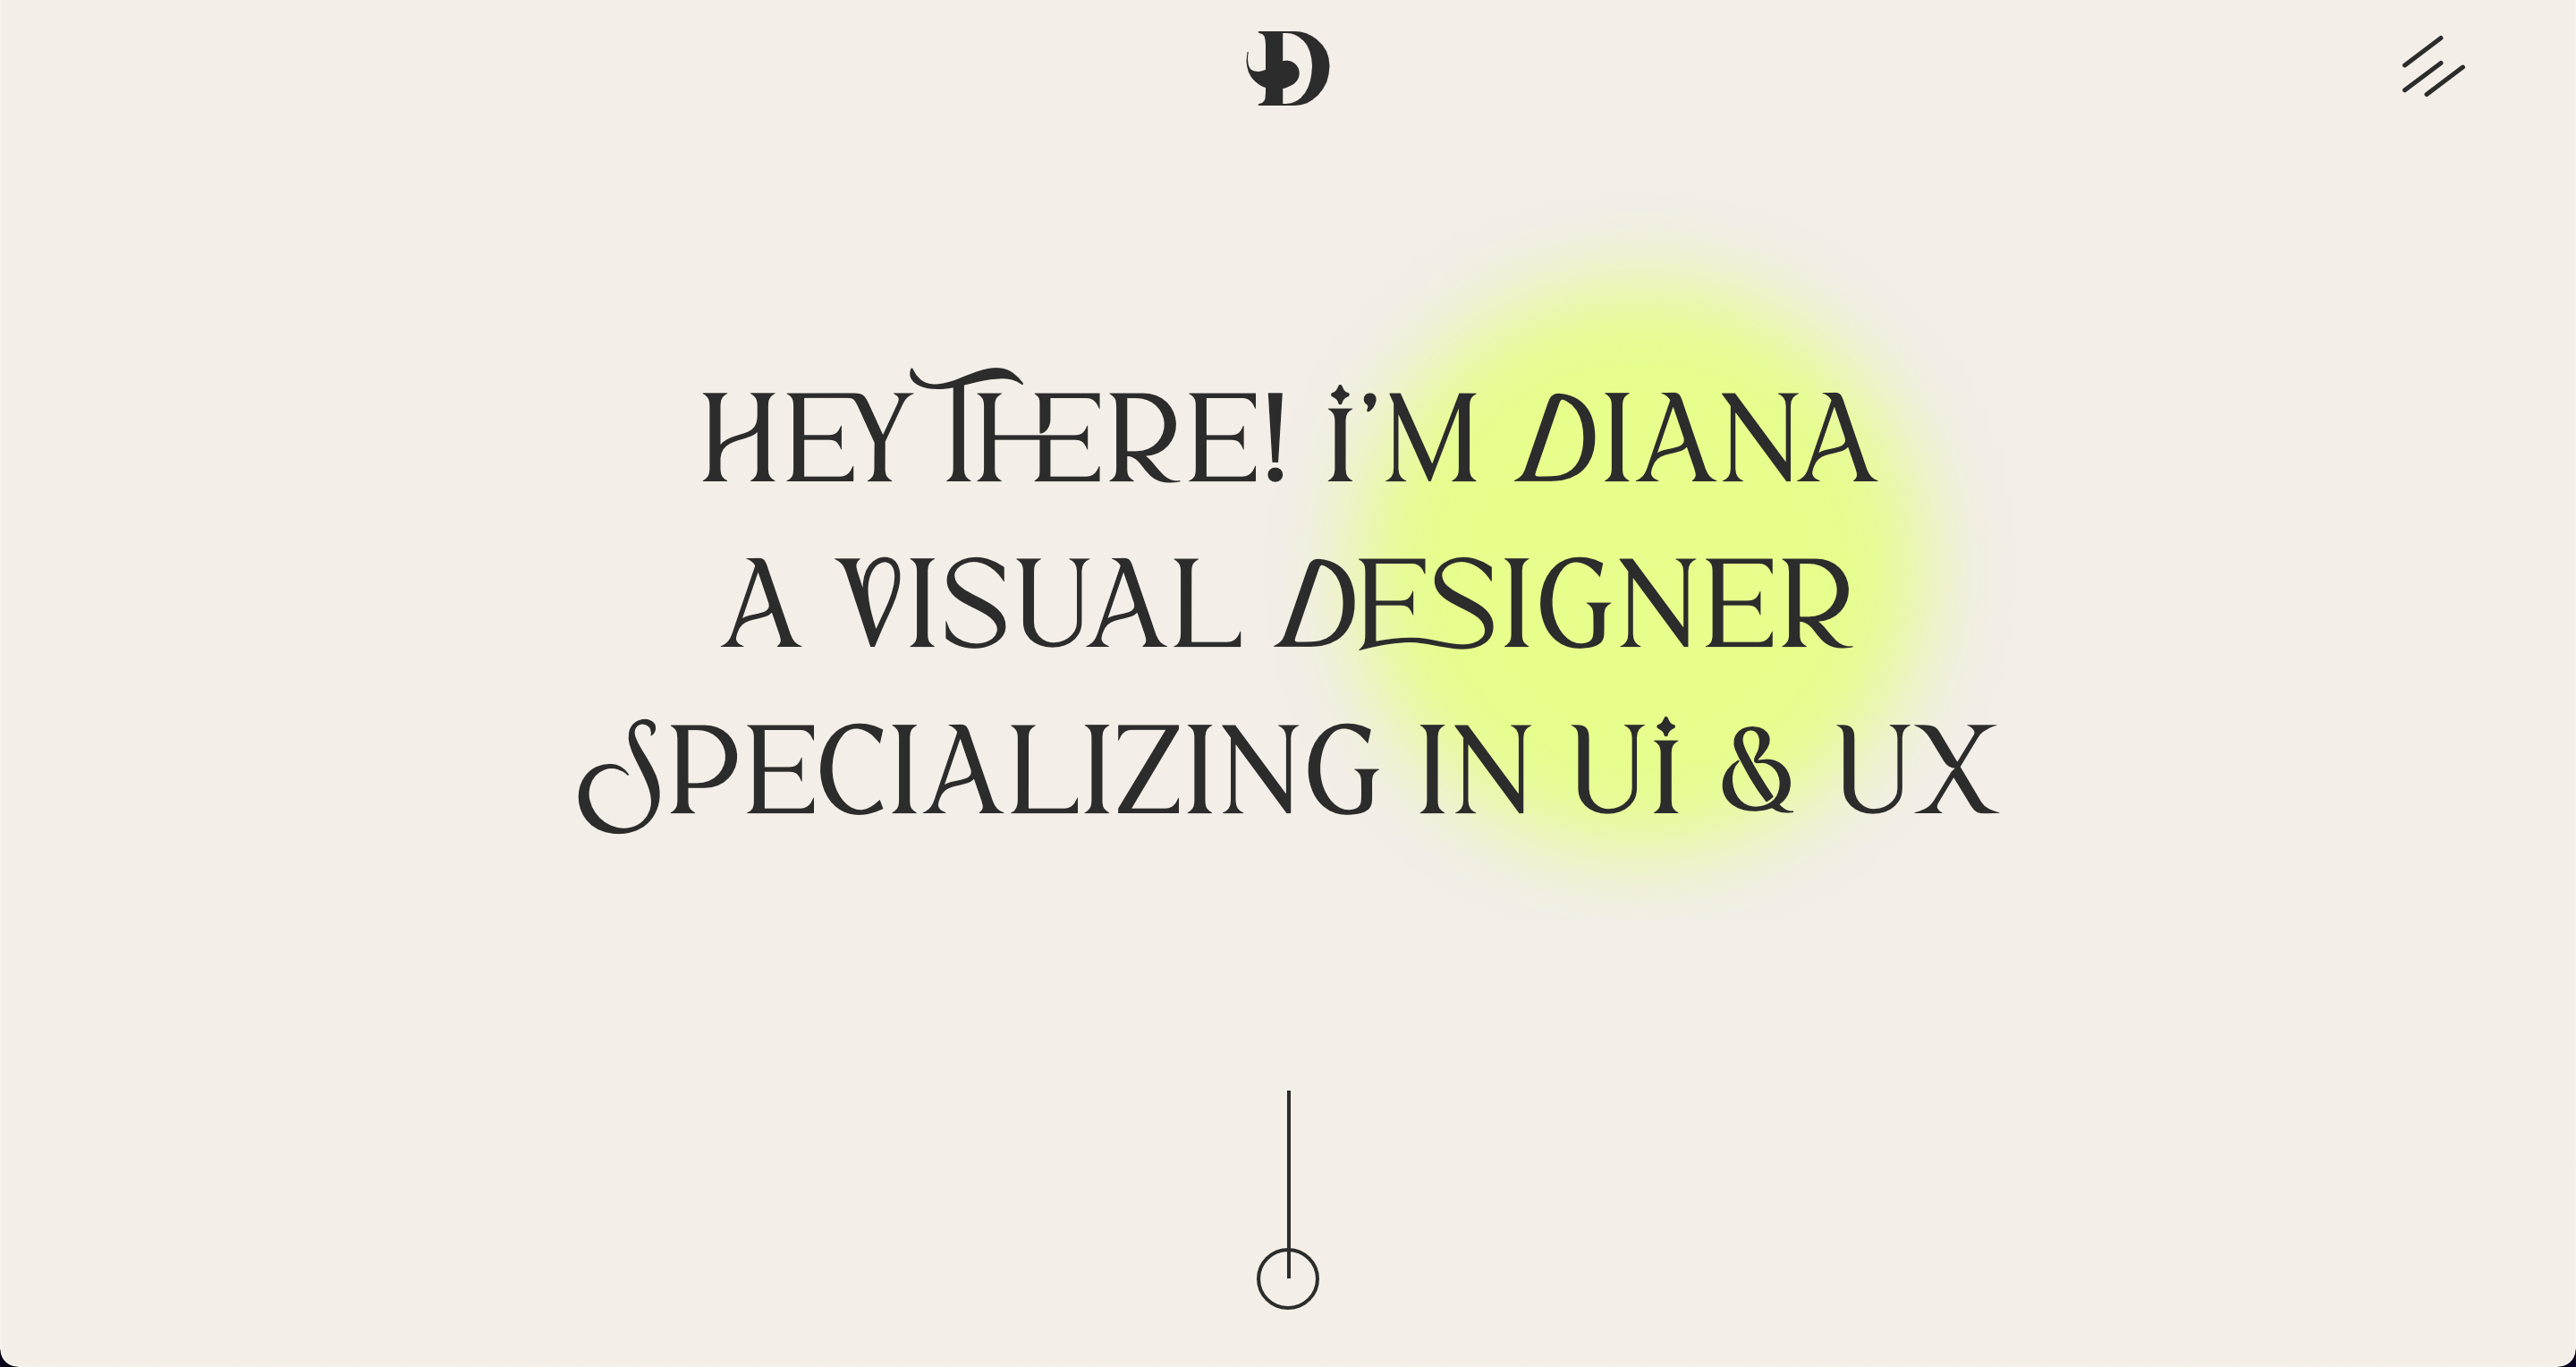 D
HEY THERE! i’M DIANA
A VISUAL DESIGNER
SPECIALIZING IN Ui & UX